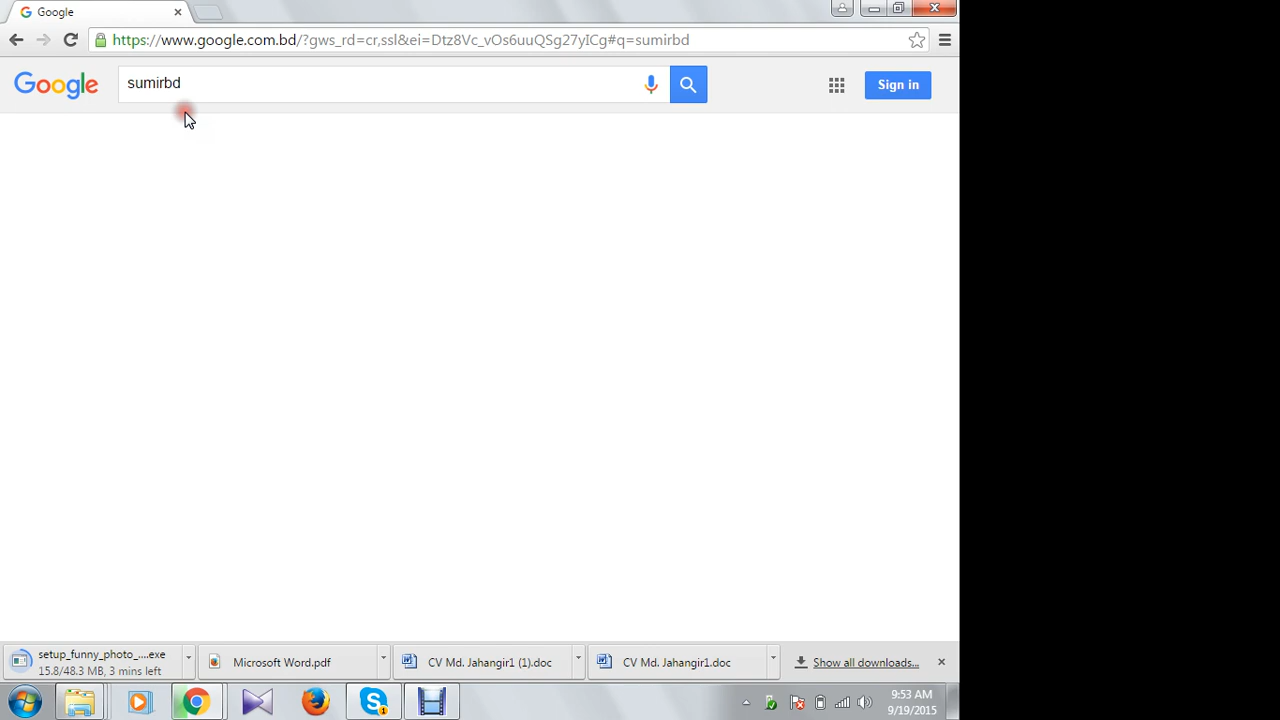 Google
https://www.google.com.bd/?gws_rd=cr,ssl&ei=Dtz8Vc_vOs6uuQSg27yICg#q=sumirbd
Google
sumirbd
Sign in
setup_funny_photo_....exe
15.8/48.3 MB, 3 mins left
Microsoft Word.pdf
CV Md. Jahangir1 (1).doc
CV Md. Jahangir1.doc
Show all downloads...
1
9:53 AM
9/19/2015